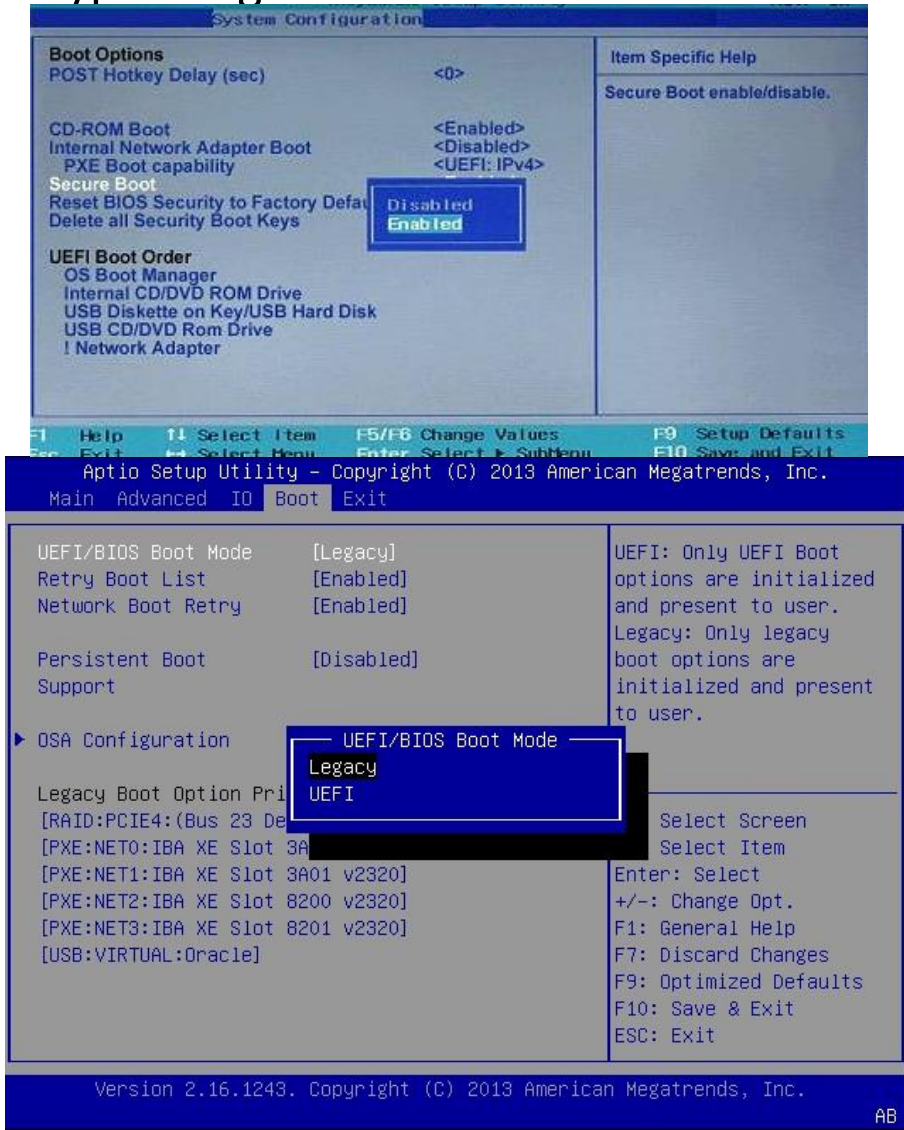 System Configuration
Boot Options
POST Hotkey Delay (sec) <0>
CD-ROM Boot <Enabled>
Internal Network Adapter Boot <Disabled>
PXE Boot capability <UEFI: IPv4>
Secure Boot
Reset BIOS Security to Factory Defau
Delete all Security Boot Keys
Disabled
Enabled
UEFI Boot Order
OS Boot Manager
Internal CD/DVD ROM Drive
USB Diskette on Key/USB Hard Disk
USB CD/DVD Rom Drive
! Network Adapter
Item Specific Help
Secure Boot enable/disable.
F1 Help ↑↓ Select Item F5/F6 Change Values F9 Setup Defaults
Esc Exit ↔ Select Menu Enter Select ▶ SubMenu F10 Save and Exit
Aptio Setup Utility – Copyright (C) 2013 American Megatrends, Inc.
Main Advanced IO Boot Exit
UEFI/BIOS Boot Mode [Legacy]
Retry Boot List [Enabled]
Network Boot Retry [Enabled]
Persistent Boot [Disabled]
Support
▶ OSA Configuration
Legacy Boot Option Pri
[RAID:PCIE4:(Bus 23 De
[PXE:NET0:IBA XE Slot 3A
[PXE:NET1:IBA XE Slot 3A01 v2320]
[PXE:NET2:IBA XE Slot 8200 v2320]
[PXE:NET3:IBA XE Slot 8201 v2320]
[USB:VIRTUAL:Oracle]
UEFI/BIOS Boot Mode
Legacy
UEFI
UEFI: Only UEFI Boot
options are initialized
and present to user.
Legacy: Only legacy
boot options are
initialized and present
to user.
Select Screen
Select Item
Enter: Select
+/-: Change Opt.
F1: General Help
F7: Discard Changes
F9: Optimized Defaults
F10: Save & Exit
ESC: Exit
Version 2.16.1243. Copyright (C) 2013 American Megatrends, Inc.
AB